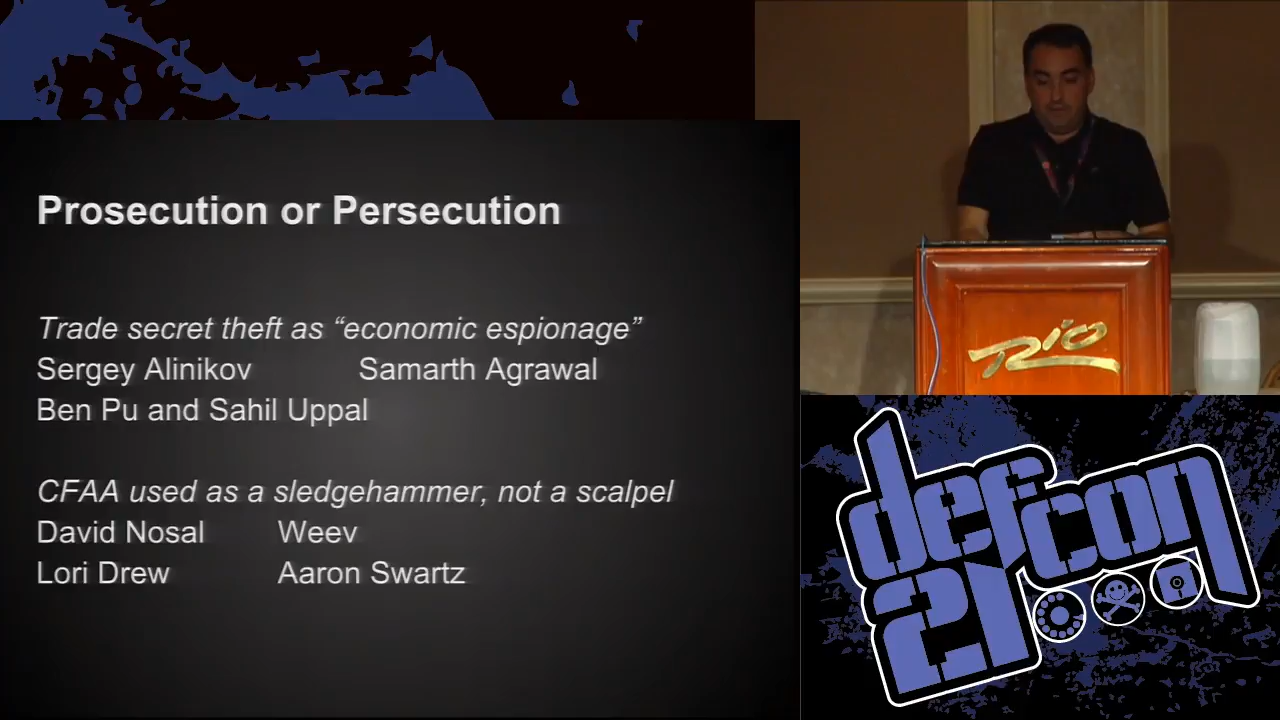 Prosecution or Persecution
Trade secret theft as “economic espionage”
Sergey Alinikov Samarth Agrawal
Ben Pu and Sahil Uppal
CFAA used as a sledgehammer, not a scalpel
David Nosal Weev
Lori Drew Aaron Swartz
Rio
defcon
21